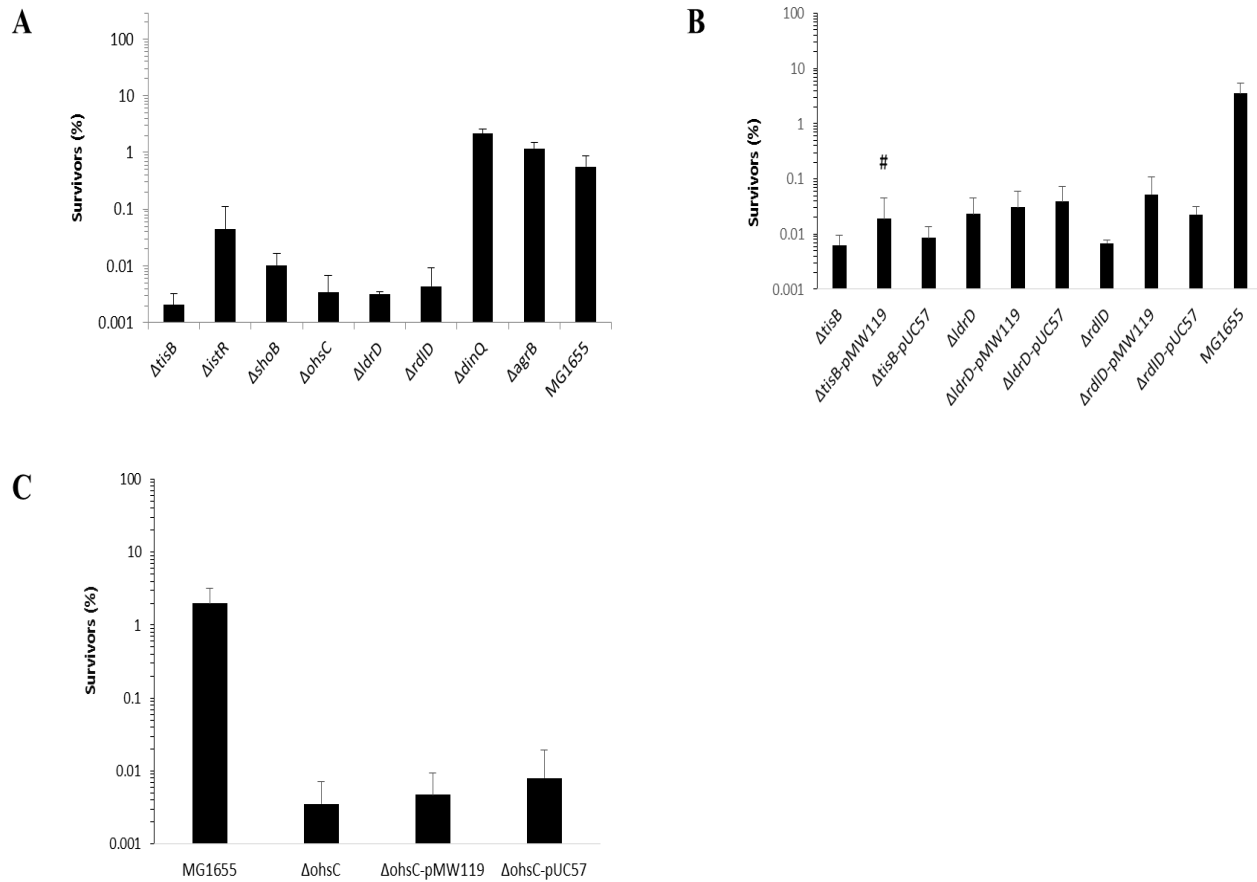 A
Survivors (%)
100
10
1
0.1
0.01
0.001
ΔtisB
ΔistR
ΔshoB
ΔohsC
ΔldrD
ΔrdlD
ΔdinQ
ΔagrB
MG1655
B
Survivors (%)
100
10
1
0.1
0.01
0.001
#
ΔtisB
ΔtisB-pMW119
ΔtisB-pUC57
ΔldrD
ΔldrD-pMW119
ΔldrD-pUC57
ΔrdlD
ΔrdlD-pMW119
ΔrdlD-pUC57
MG1655
C
Survivors (%)
100
10
1
0.1
0.01
0.001
MG1655
ΔohsC
ΔohsC-pMW119
ΔohsC-pUC57